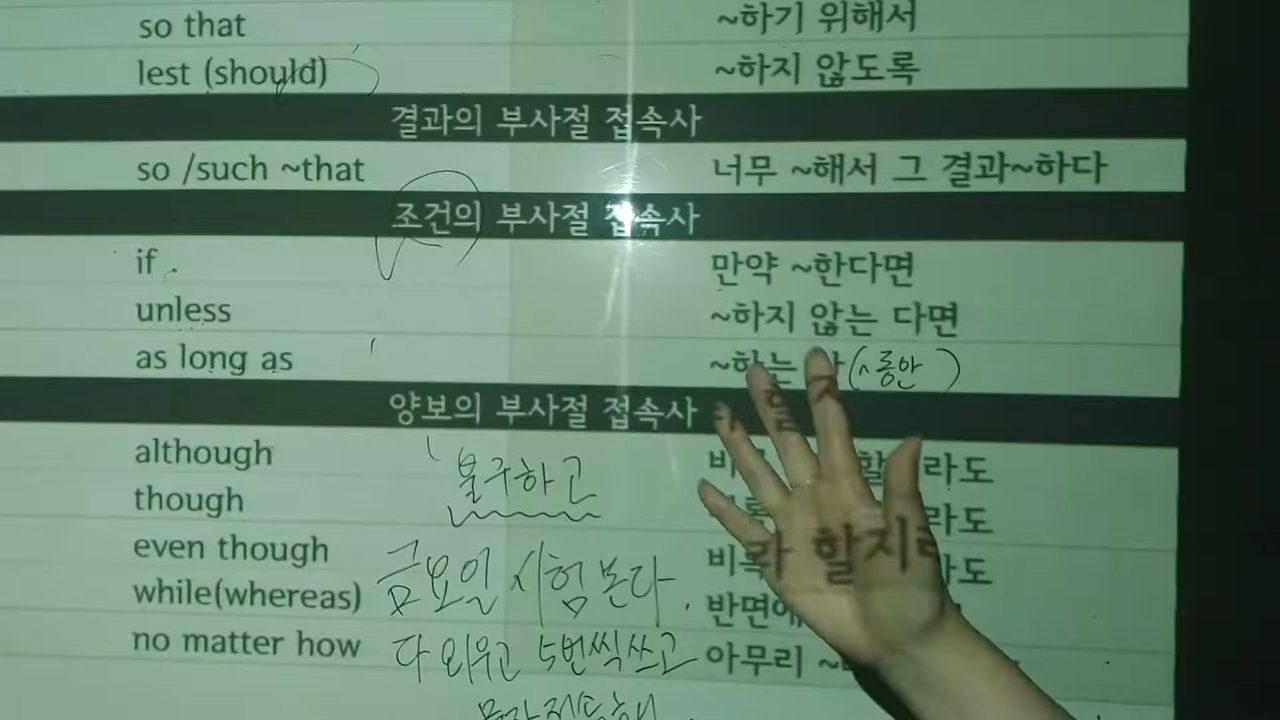 so that ~하기 위해서
lest (should) ~하지 않도록
결과의 부사절 접속사
so /such ~that 너무 ~해서 그 결과~하다
조건의 부사절 접속사
if 만약 ~한다면
unless ~하지 않는 다면
as long as ~하는 (~동안)
양보의 부사절 접속사
although 라도
불구하고
though 라도
even though 할지라도
금요일 시험 본다.
while(whereas) 반면에
no matter how 아무리
다 외우고 5번씩 쓰고